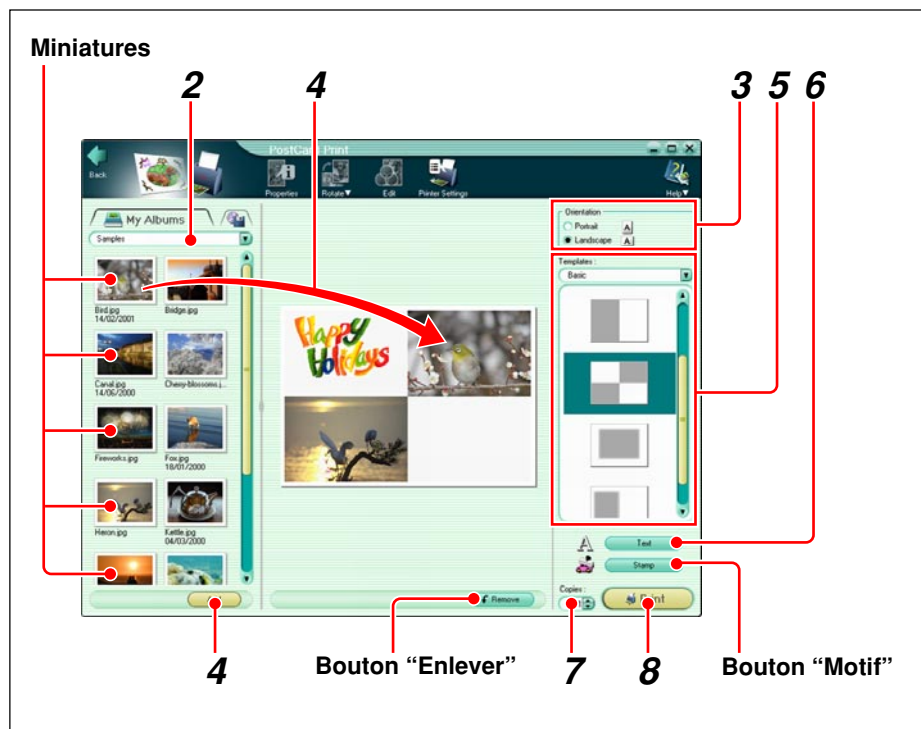 Miniatures
2
4
3
5
6
PostCard Print
Back
Properties
Rotate▼
Edit
Printer Settings
Help▼
My Albums
Samples
Orientation
Portrait
A
Landscape
A
4
Templates :
Basic
Bird.jpg
14/02/2001
Bridge.jpg
Happy
Holidays
Canal.jpg
14/06/2000
Cherry-blossoms.j...
Fireworks.jpg
Fox.jpg
18/01/2000
Heron.jpg
Kettle.jpg
04/03/2000
A
Text
Stamp
Copies :
Remove
Print
4
Bouton “Enlever”
7
8
Bouton “Motif”